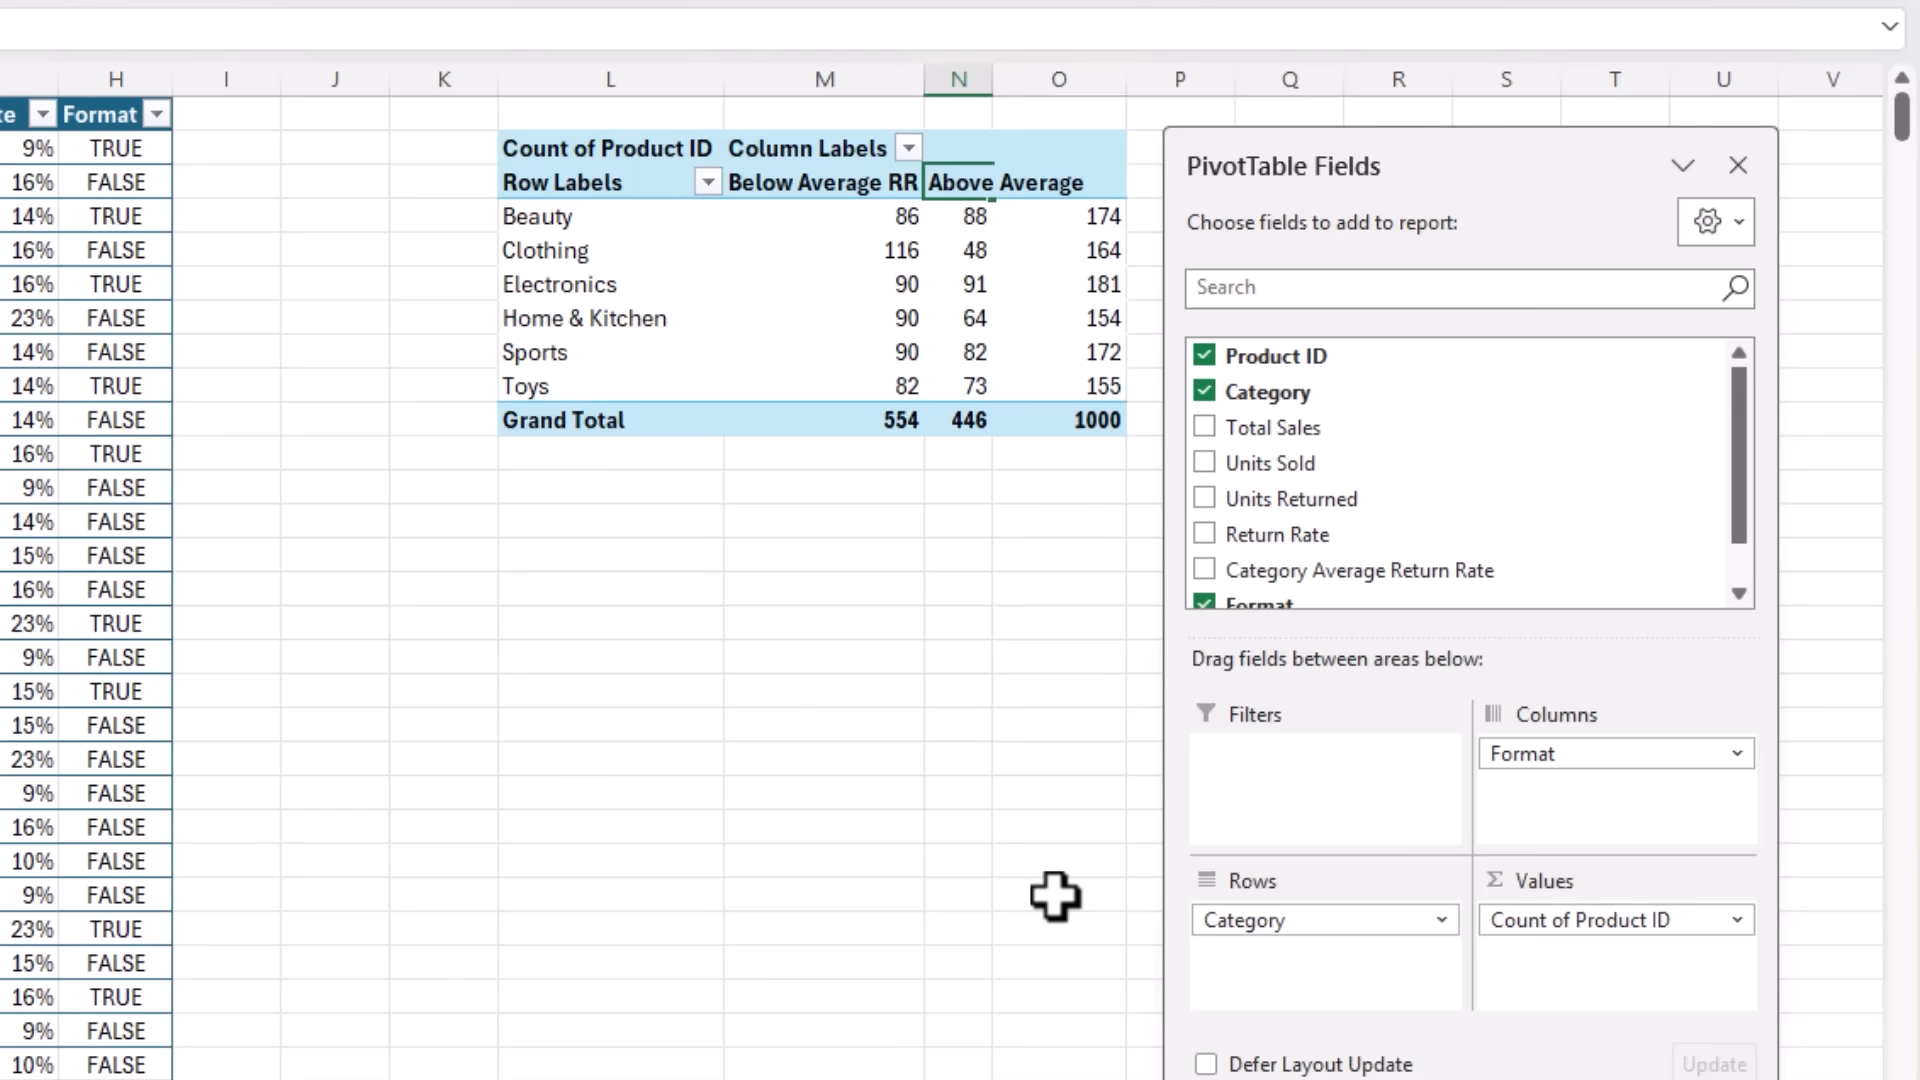 H I J K L M N O P Q R S T U V
te Format
9% TRUE Count of Product ID Column Labels
16% FALSE Row Labels Below Average RR Above Average
14% TRUE Beauty 86 88 174
16% FALSE Clothing 116 48 164
16% TRUE Electronics 90 91 181
23% FALSE Home & Kitchen 90 64 154
14% FALSE Sports 90 82 172
14% TRUE Toys 82 73 155
14% FALSE Grand Total 554 446 1000
16% TRUE
9% FALSE
14% FALSE
15% FALSE
16% FALSE
23% TRUE
9% FALSE
15% TRUE
15% FALSE
23% FALSE
9% FALSE
16% FALSE
10% FALSE
9% FALSE
23% TRUE
15% FALSE
16% TRUE
9% FALSE
10% FALSE
PivotTable Fields
Choose fields to add to report:
Search
Product ID
Category
Total Sales
Units Sold
Units Returned
Return Rate
Category Average Return Rate
Format
Drag fields between areas below:
Filters
Columns
Format
Rows
Category
Values
Count of Product ID
Defer Layout Update
Update